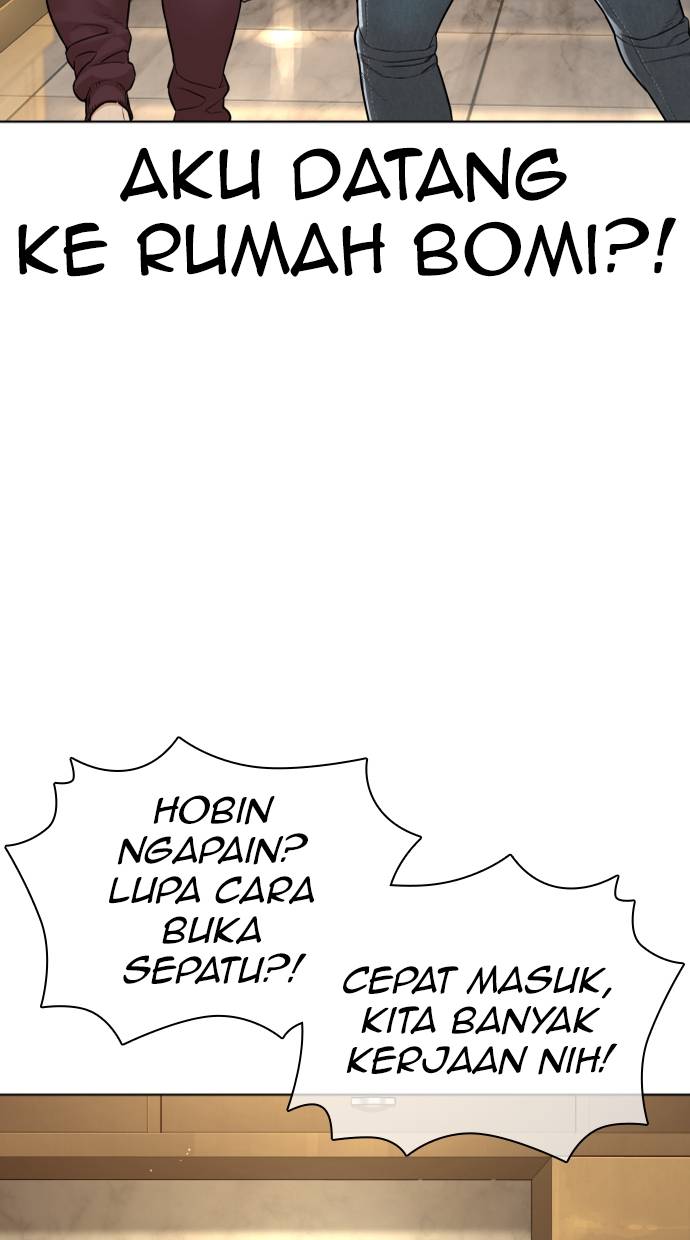 AKU DATANG
KE RUMAH BOMI?!
HOBIN
NGAPAIN?
LUPA CARA
BUKA
SEPATU?!
CEPAT MASUK,
KITA BANYAK
KERJAAN NIH!